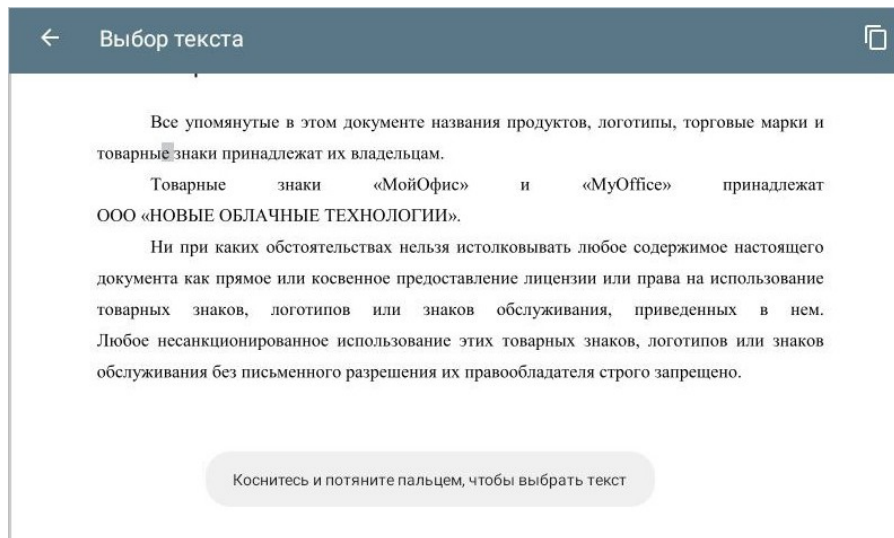 Выбор текста
Все упомянутые в этом документе названия продуктов, логотипы, торговые марки и
товарные знаки принадлежат их владельцам.
Товарные знаки «МойОфис» и «MyOffice» принадлежат
ООО «НОВЫЕ ОБЛАЧНЫЕ ТЕХНОЛОГИИ».
Ни при каких обстоятельствах нельзя истолковывать любое содержимое настоящего
документа как прямое или косвенное предоставление лицензии или права на использование
товарных знаков, логотипов или знаков обслуживания, приведенных в нем.
Любое несанкционированное использование этих товарных знаков, логотипов или знаков
обслуживания без письменного разрешения их правообладателя строго запрещено.
Коснитесь и потяните пальцем, чтобы выбрать текст